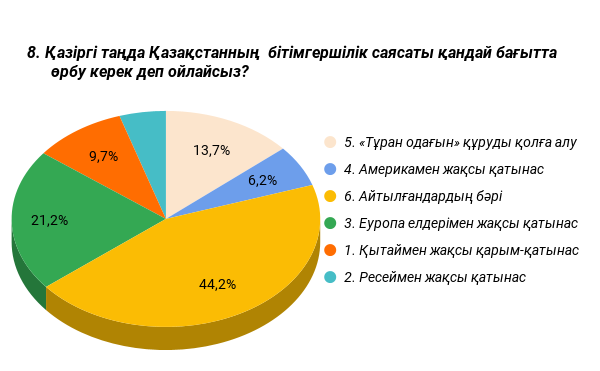 8. Қазіргі таңда Қазақстанның бітімгершілік саясаты қандай бағытта
өрбу керек деп ойлайсыз?
13,7%
6,2%
44,2%
21,2%
9,7%
5. «Тұран одағын» құруды қолға алу
4. Америкамен жақсы қатынас
6. Айтылғандардың бәрі
3. Еуропа елдерімен жақсы қатынас
1. Қытаймен жақсы қарым-қатынас
2. Ресеймен жақсы қатынас